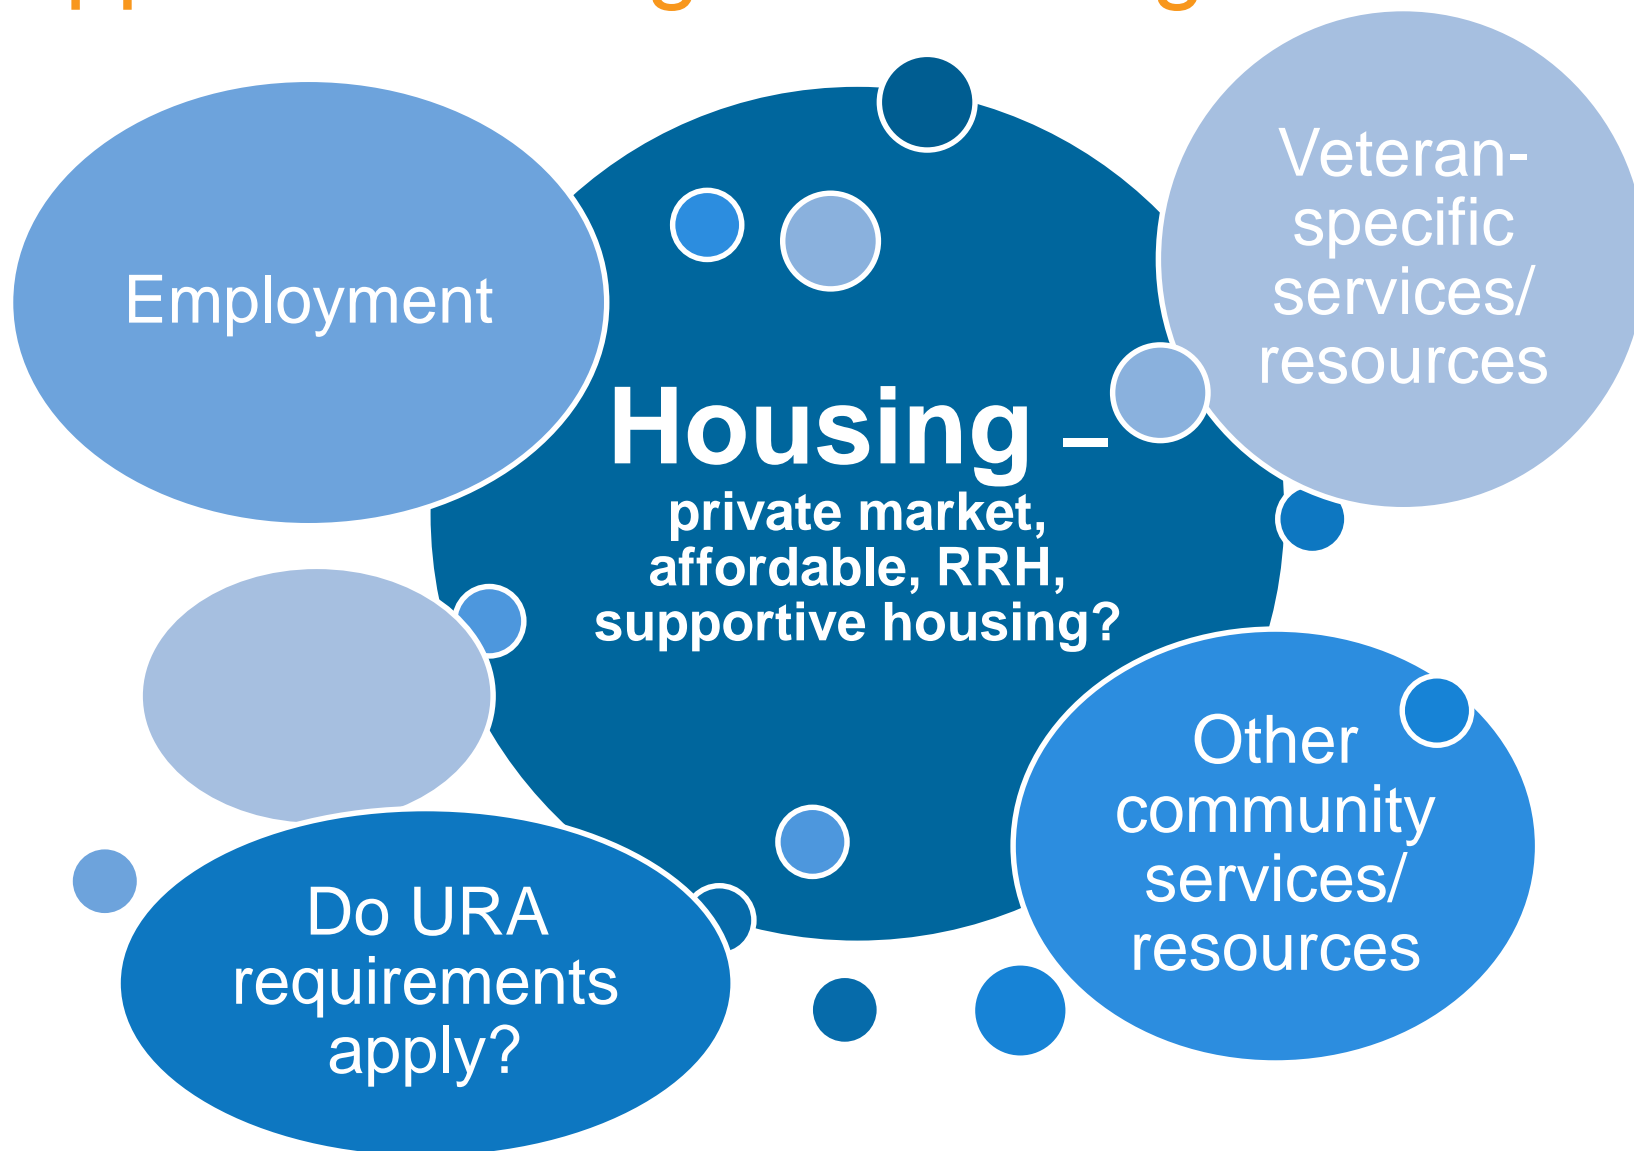 Employment
Veteran-
specific
services/
resources
Housing –
private market,
affordable, RRH,
supportive housing?
Other
community
services/
resources
Do URA
requirements
apply?